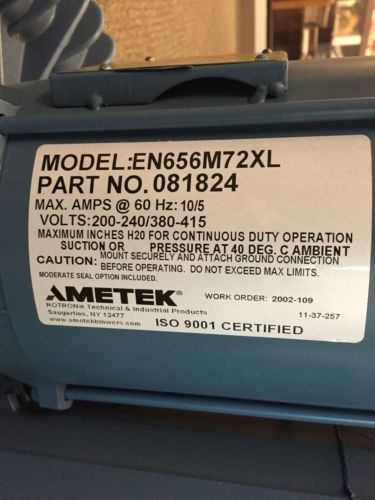 MODEL:EN656M72XL
PART NO. 081824
MAX. AMPS @ 60 Hz: 10/5
VOLTS:200-240/380-415
MAXIMUM INCHES H20 FOR CONTINUOUS DUTY OPERATION
SUCTION OR PRESSURE AT 40 DEG. C AMBIENT
CAUTION: MOUNT SECURELY AND ATTACH GROUND CONNECTION
BEFORE OPERATING. DO NOT EXCEED MAX. LIMITS.
MODERATE SEAL OPTION INCLUDED.
AMETEK®
WORK ORDER: 2002-109
ROTRON® Technical & Industrial Products
Saugerties, NY 12477
11-37-257
www.ametekblowers.com
ISO 9001 CERTIFIED